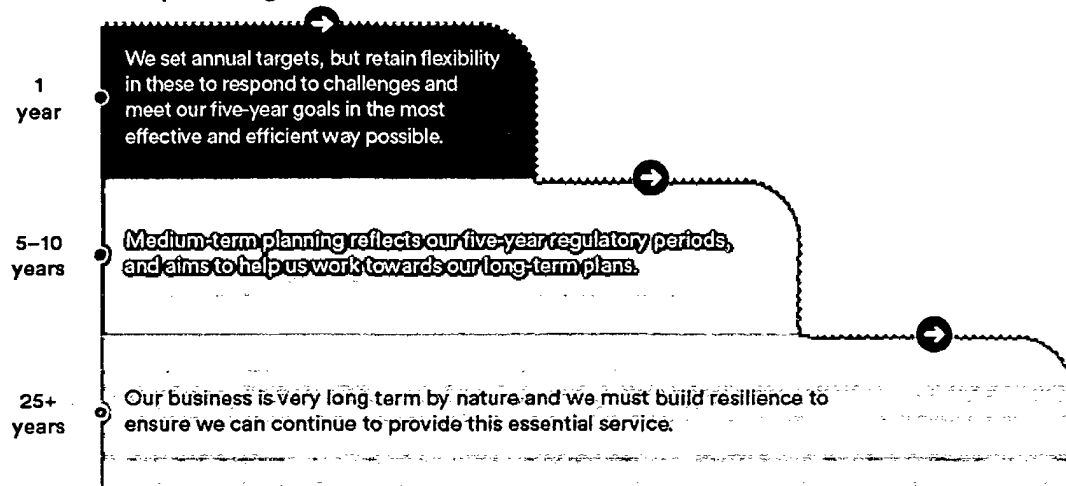 1
year
We set annual targets, but retain flexibility
in these to respond to challenges and
meet our five-year goals in the most
effective and efficient way possible.
5–10
years
Medium-term planning reflects our five-year regulatory periods,
and aims to help us work towards our long-term plans.
25+
years
Our business is very long term by nature and we must build resilience to
ensure we can continue to provide this essential service.